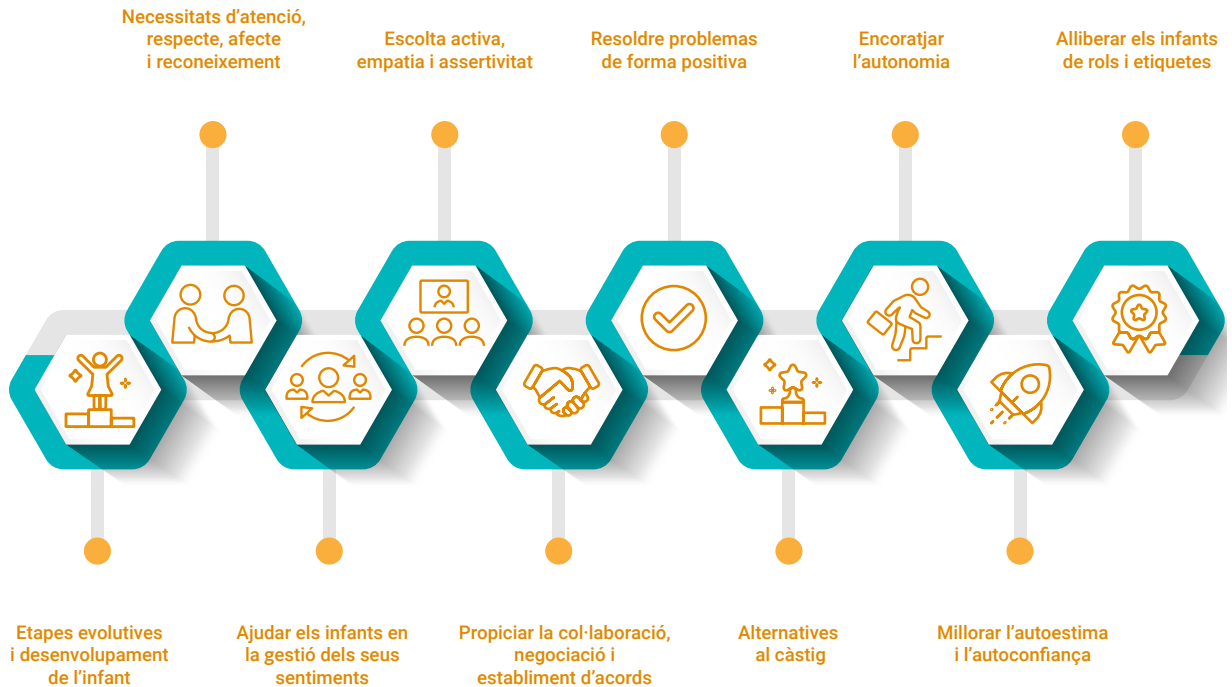 Necessitats d’atenció,
respecte, afecte
i reconeixement
Escolta activa,
empatia i assertivitat
Resoldre problemas
de forma positiva
Encoratjar
l’autonomia
Alliberar els infants
de rols i etiquetes
Etapes evolutives
i desenvolupament
de l’infant
Ajudar els infants en
la gestió dels seus
sentiments
Propiciar la col·laboració,
negociació i
establiment d’acords
Alternatives
al càstig
Millorar l’autoestima
i l’autoconfiança